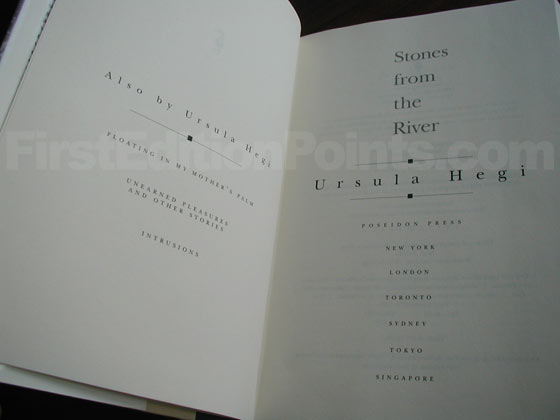 Also by Ursula Hegi
FLOATING IN MY MOTHER'S PALM
UNEARNED PLEASURES
AND OTHER STORIES
INTRUSIONS
FirstEditionPoints.com
Stones
from
the
River
Ursula Hegi
POSEIDON PRESS
NEW YORK
LONDON
TORONTO
SYDNEY
TOKYO
SINGAPORE